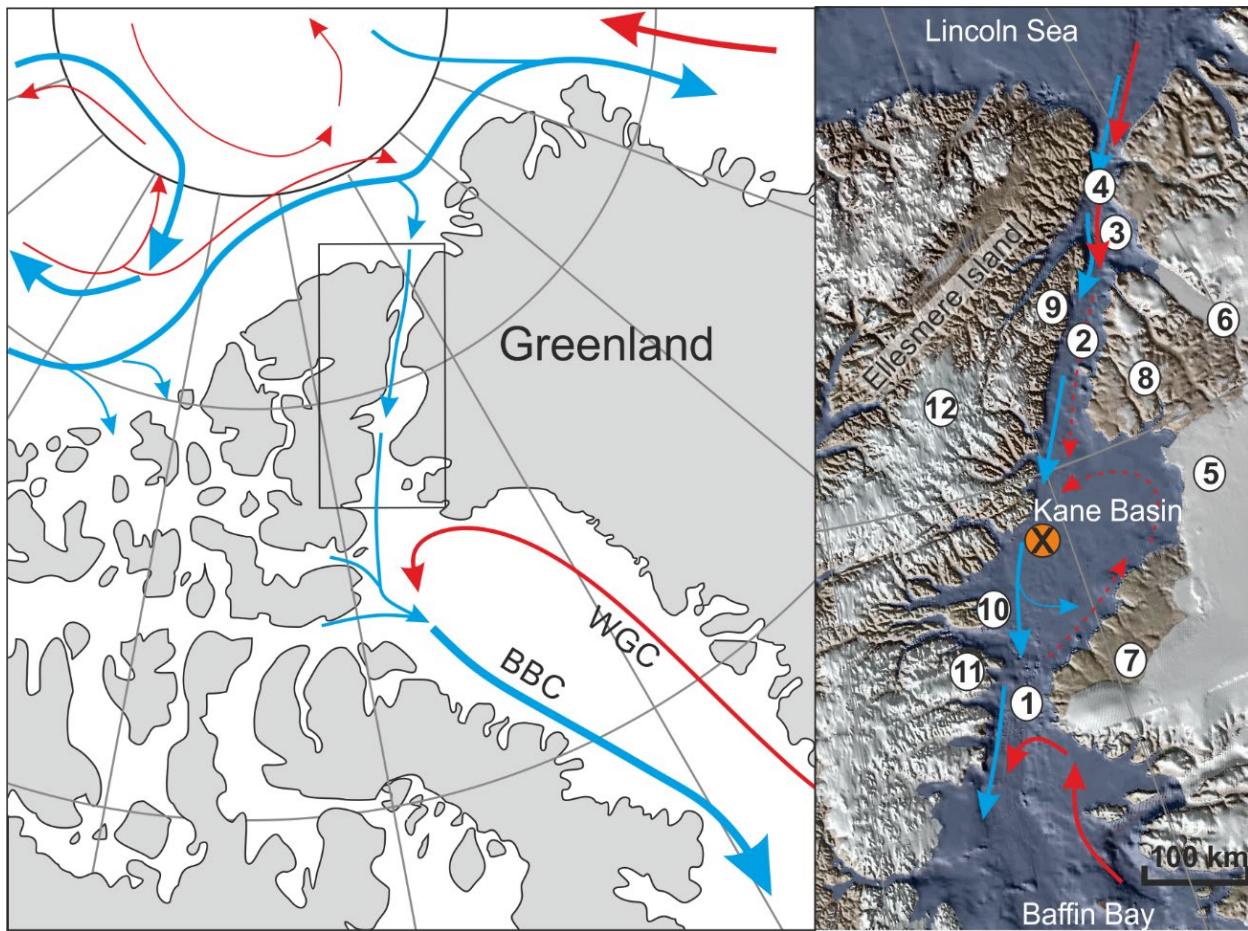 Greenland
WGC
BBC
Lincoln Sea
4
3
Ellesmere Island
9
2
6
8
12
5
Kane Basin
X
10
7
11
1
100 km
Baffin Bay